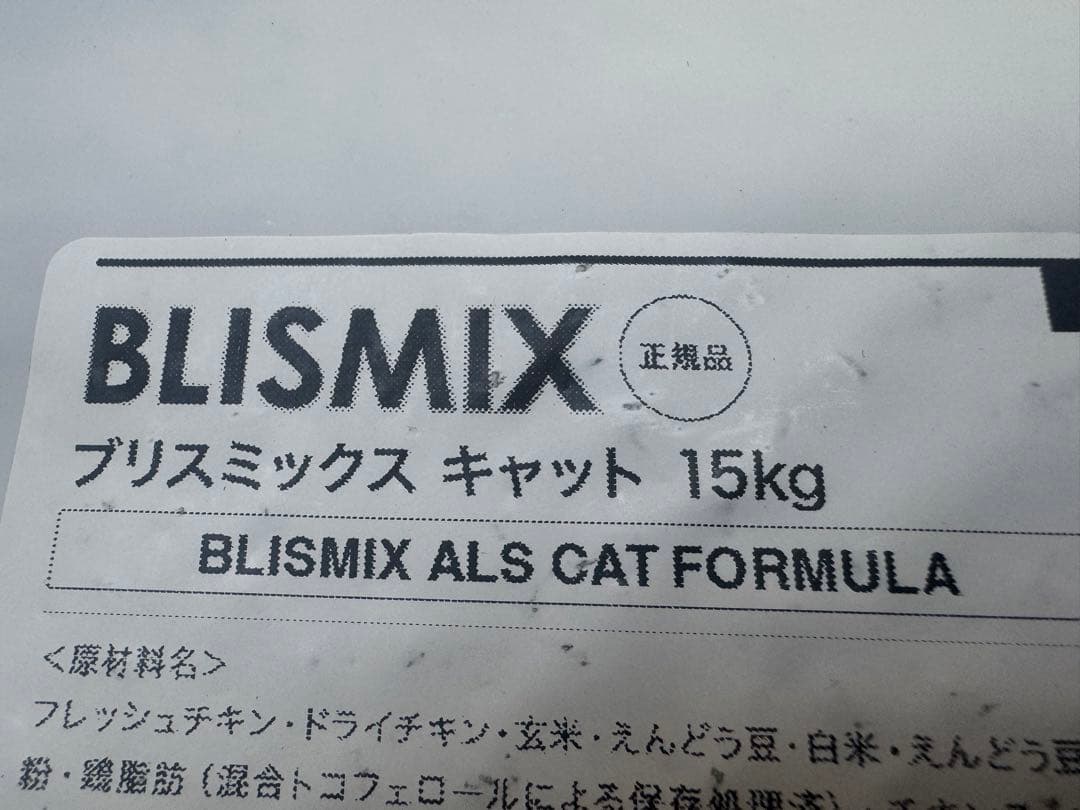 BLISMIX 正規品
ブリスミックス キャット 15kg
BLISMIX ALS CAT FORMULA
<原材料名>
フレッシュチキン・ドライチキン・玄米・えんどう豆・白米・えんどう豆
粉・鶏脂肪(混合トコフェロールによる保存処理済)